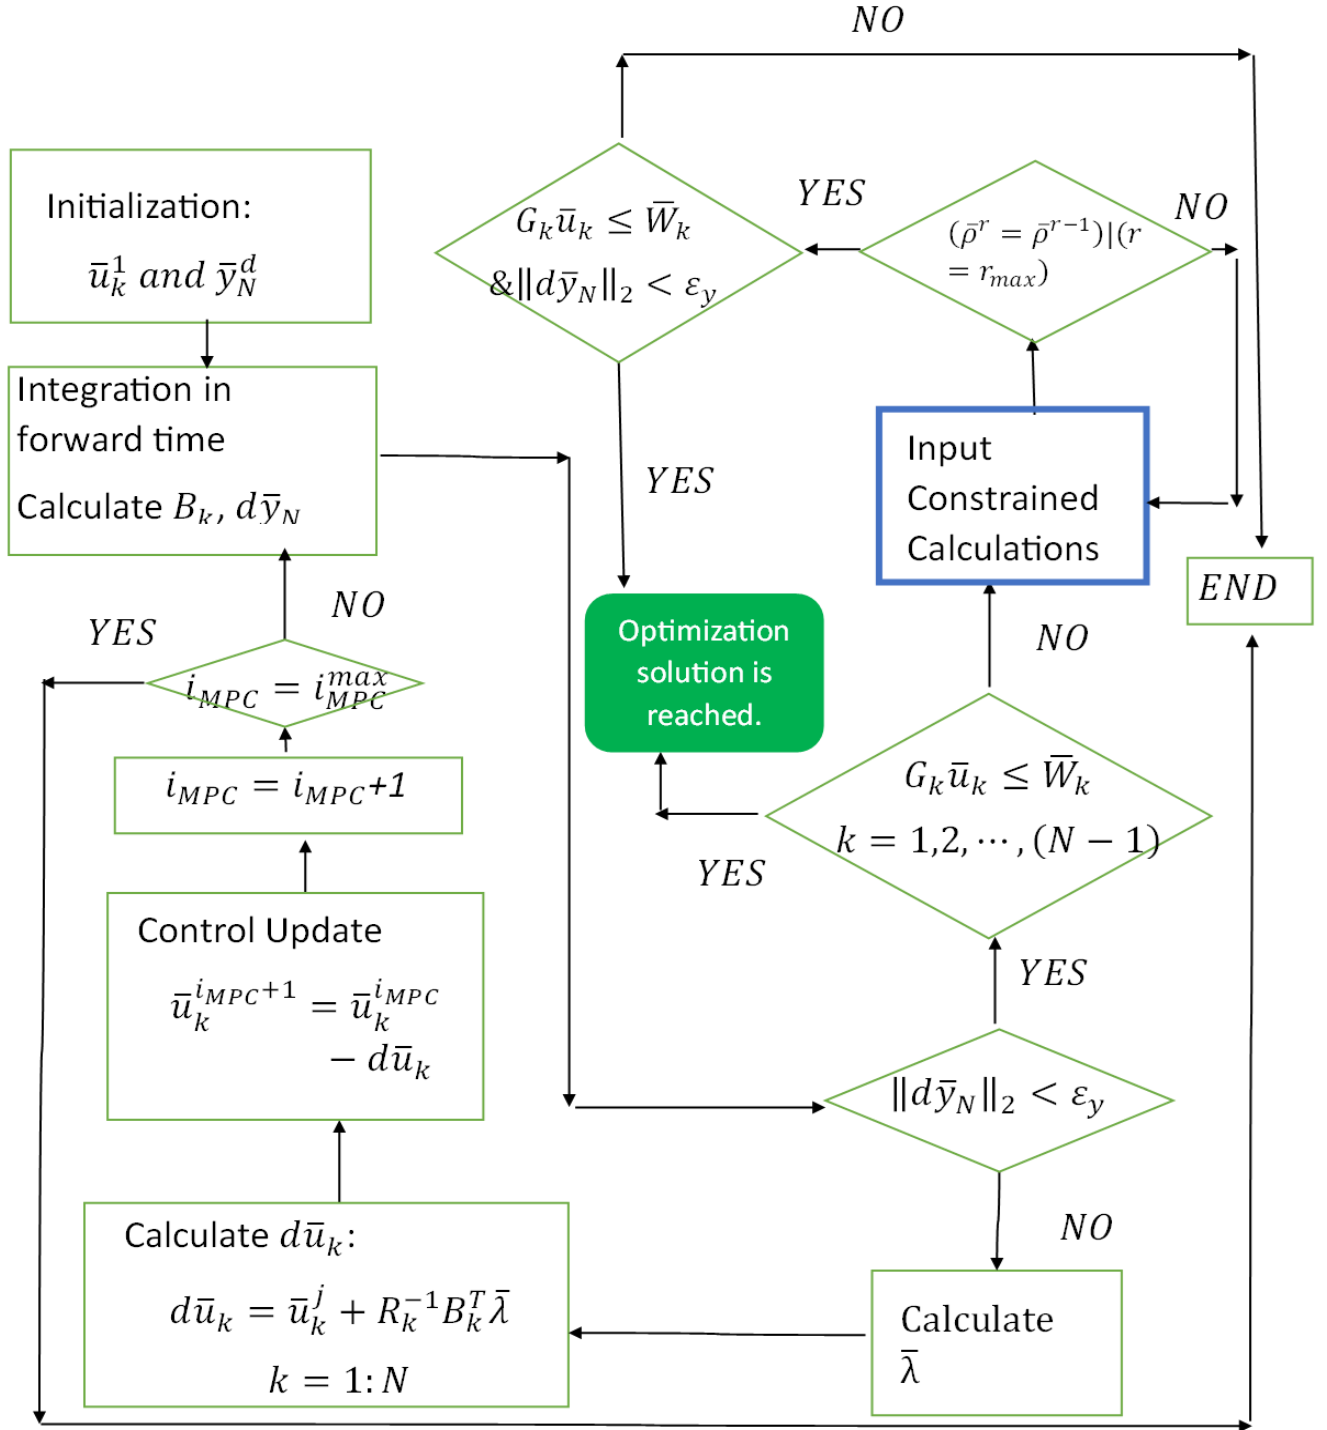 NO
Initialization:
ū_k^1 and ȳ_N^d
Integration in
forward time
Calculate B_k, dȳ_N
NO
YES
i_MPC = i_MPC^max
i_MPC = i_MPC+1
Control Update
ū_k^{i_MPC+1} = ū_k^{i_MPC}
− dū_k
Calculate dū_k:
dū_k = ū_k^j + R_k^{-1} B_k^T λ̄
k = 1: N
G_k ū_k ≤ W̄_k
&‖dȳ_N‖_2 < ε_y
YES
(ρ̄^r = ρ̄^{r−1})|(r
= r_max)
NO
YES
Input
Constrained
Calculations
END
Optimization
solution is
reached.
NO
G_k ū_k ≤ W̄_k
k = 1,2, ⋯ , (N − 1)
YES
YES
‖dȳ_N‖_2 < ε_y
NO
Calculate
λ̄